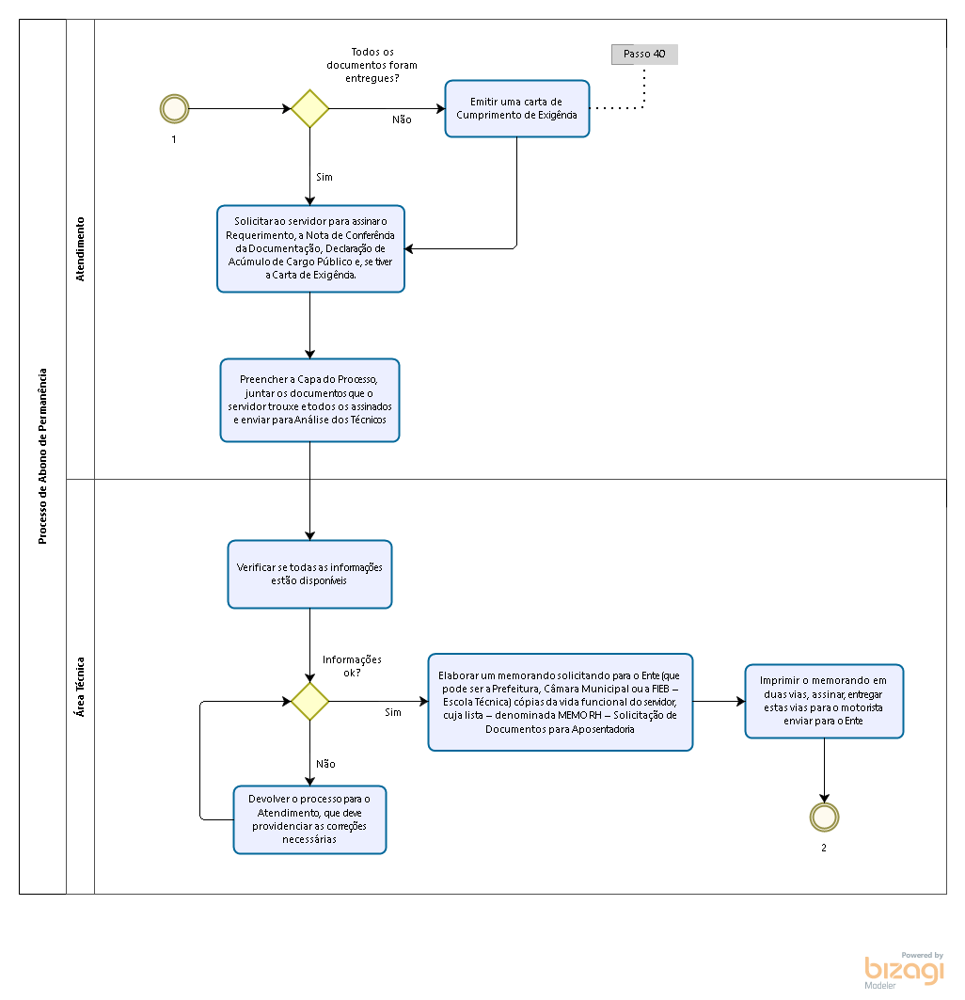 Processo de Abono de Permanência
Atendimento
Todos os
documentos foram
entregues?
Passo 40
1
Não
Emitir uma carta de
Cumprimento de Exigência
Sim
Solicitar ao servidor para assinar o
Requerimento, a Nota de Conferência
da Documentação, Declaração de
Acúmulo de Cargo Público e, se tiver
a Carta de Exigência.
Preencher a Capa do Processo,
juntar os documentos que o
servidor trouxe e todos os assinados
e enviar para Análise dos Técnicos
Área Técnica
Verificar se todas as informações
estão disponíveis
Informações
ok?
Sim
Elaborar um memorando solicitando para o Ente (que
pode ser a Prefeitura, Câmara Municipal ou a FIEB –
Escola Técnica) cópias da vida funcional do servidor,
cuja lista – denominada MEMO RH – Solicitação de
Documentos para Aposentadoria
Imprimir o memorando em
duas vias, assinar, entregar
estas vias para o motorista
enviar para o Ente
Não
Devolver o processo para o
Atendimento, que deve
providenciar as correções
necessárias
2
Powered by
bizagi
Modeler